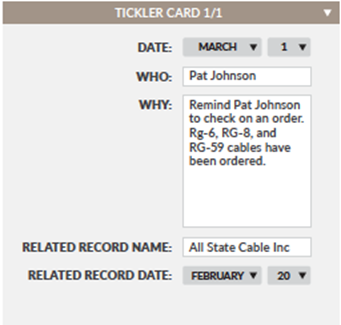 TICKLER CARD 1/1
DATE: MARCH 1
WHO: Pat Johnson
WHY: Remind Pat Johnson
to check on an order.
Rg-6, RG-8, and
RG-59 cables have
been ordered.
RELATED RECORD NAME: All State Cable Inc
RELATED RECORD DATE: FEBRUARY 20